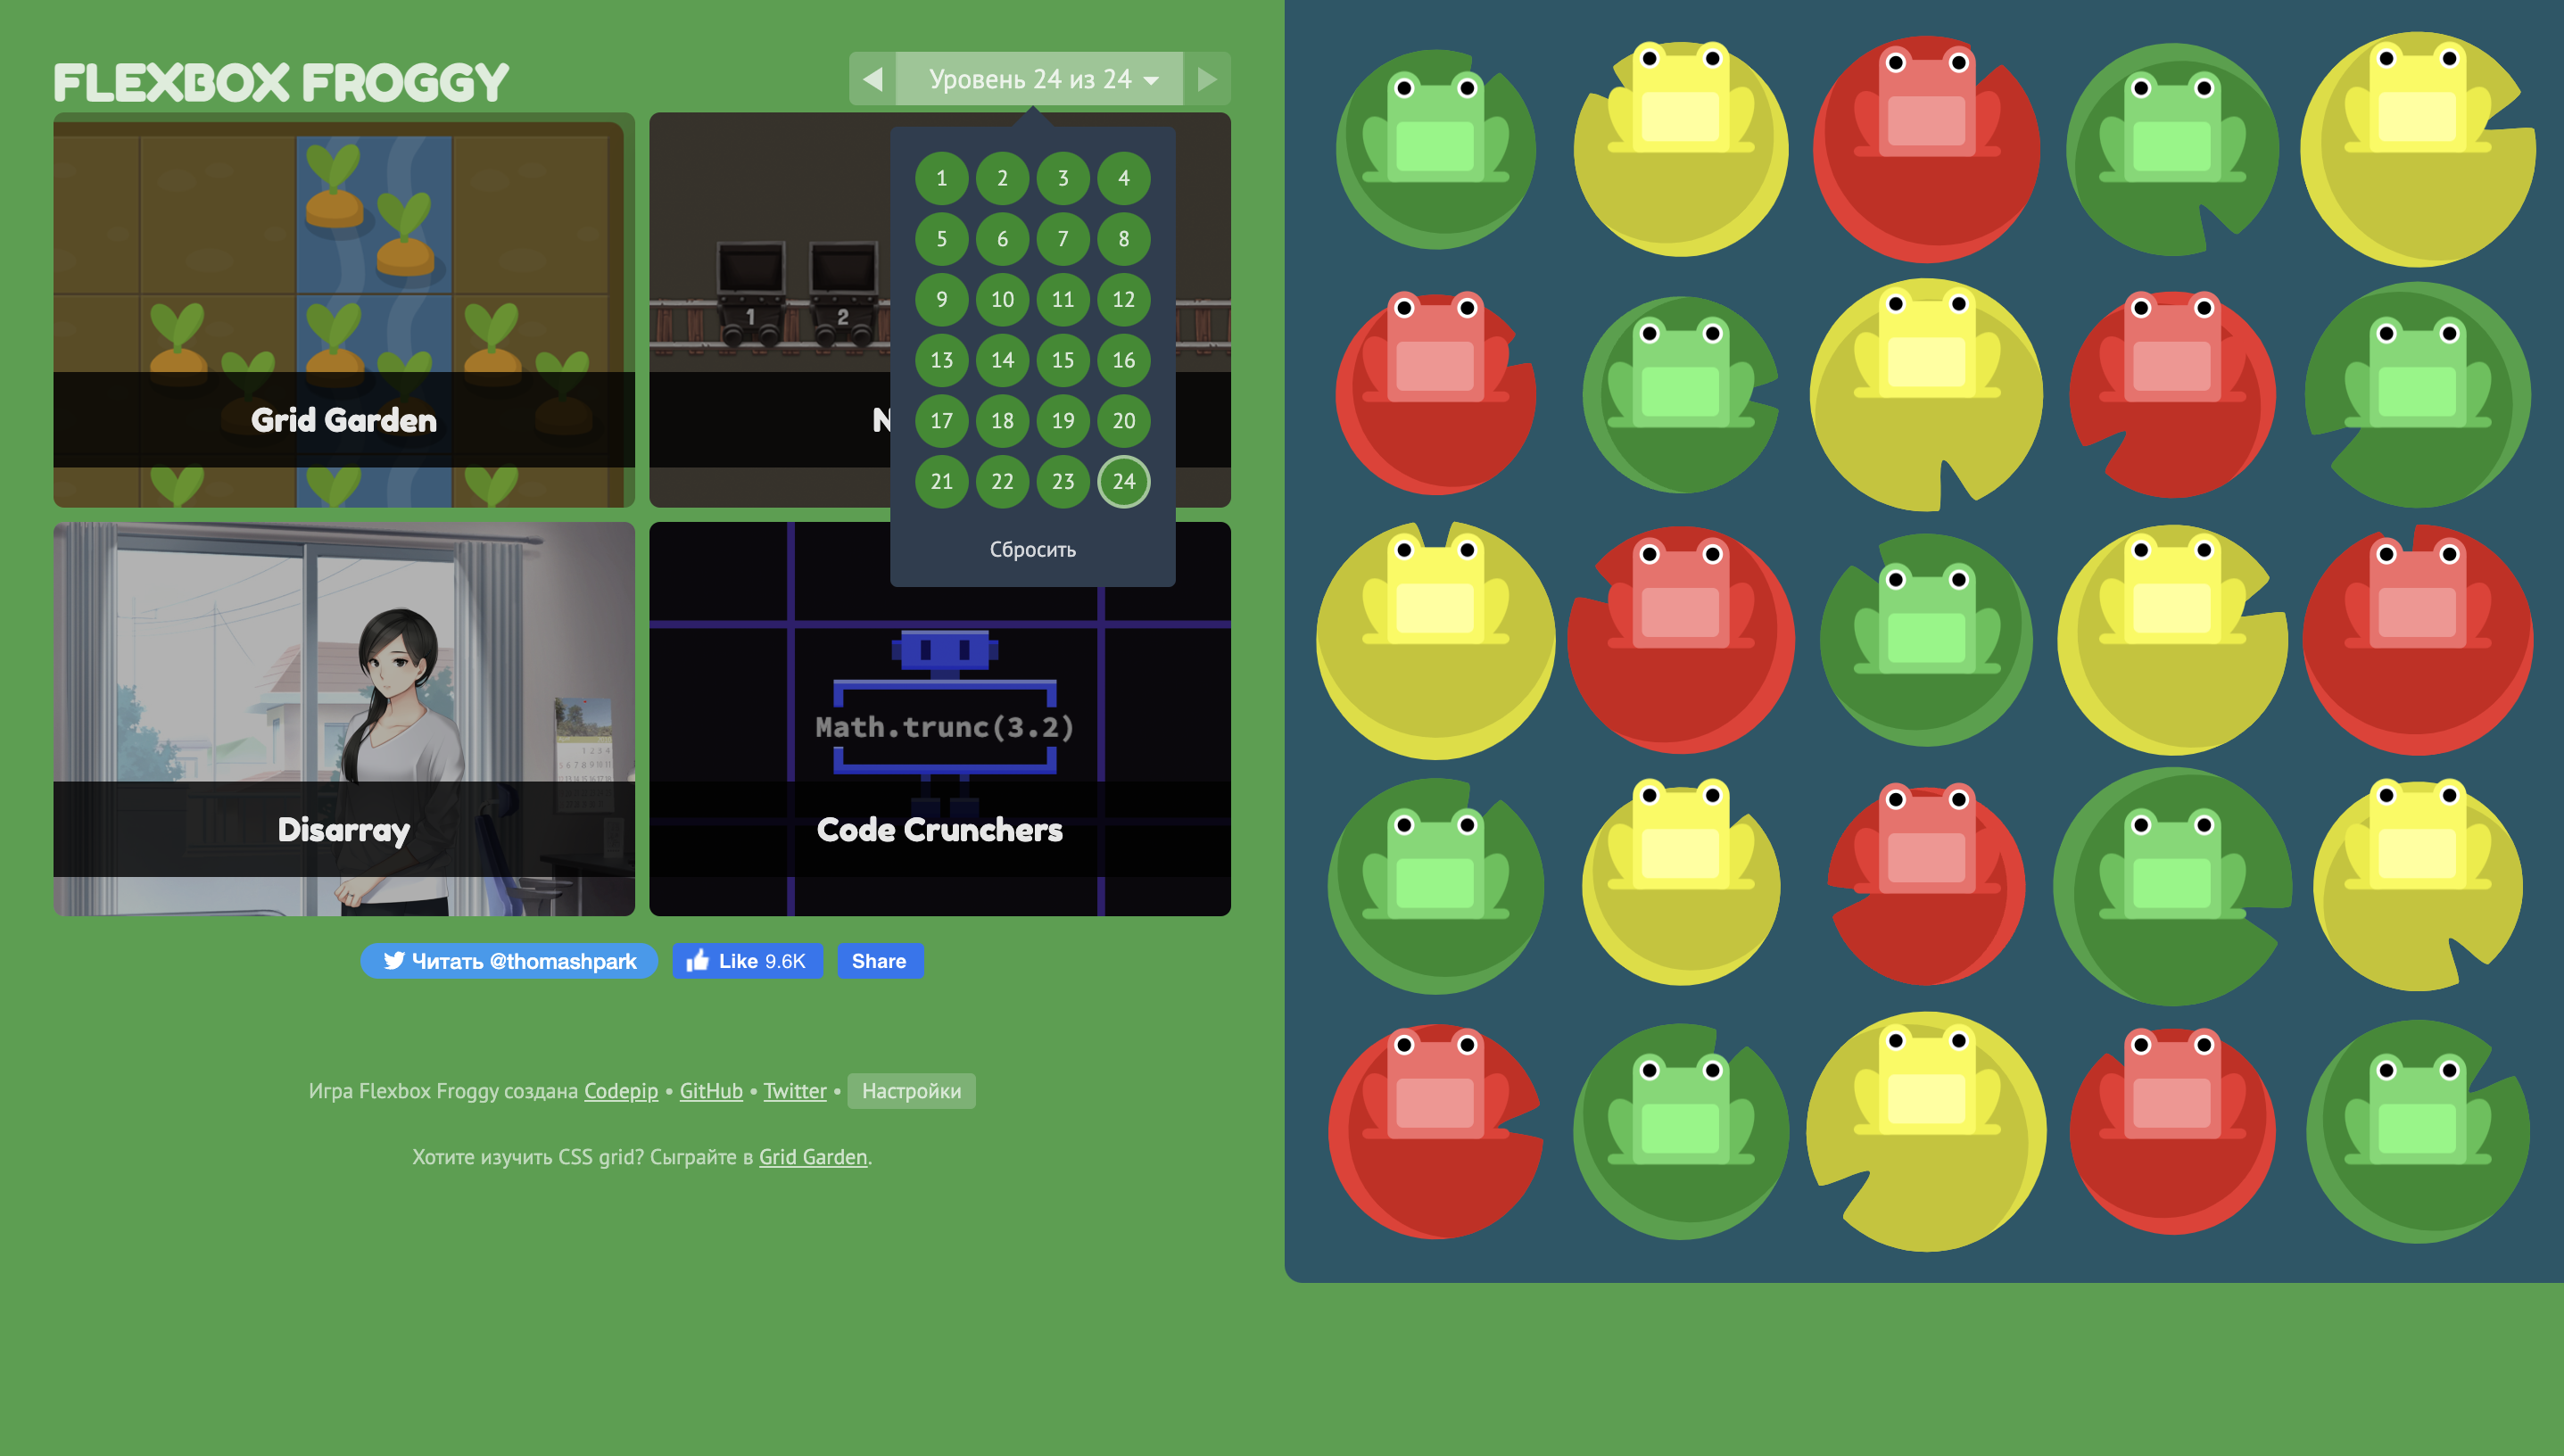 FLEXBOX FROGGY
Уровень 24 из 24
1 2 3 4
5 6 7 8
9 10 11 12
13 14 15 16
17 18 19 20
21 22 23 24
Сбросить
1 2
Grid Garden
Math.trunc(3.2)
Disarray
Code Crunchers
Читать @thomashpark
Like 9.6K
Share
Игра Flexbox Froggy создана Codepip • GitHub • Twitter • Настройки
Хотите изучить CSS grid? Сыграйте в Grid Garden.